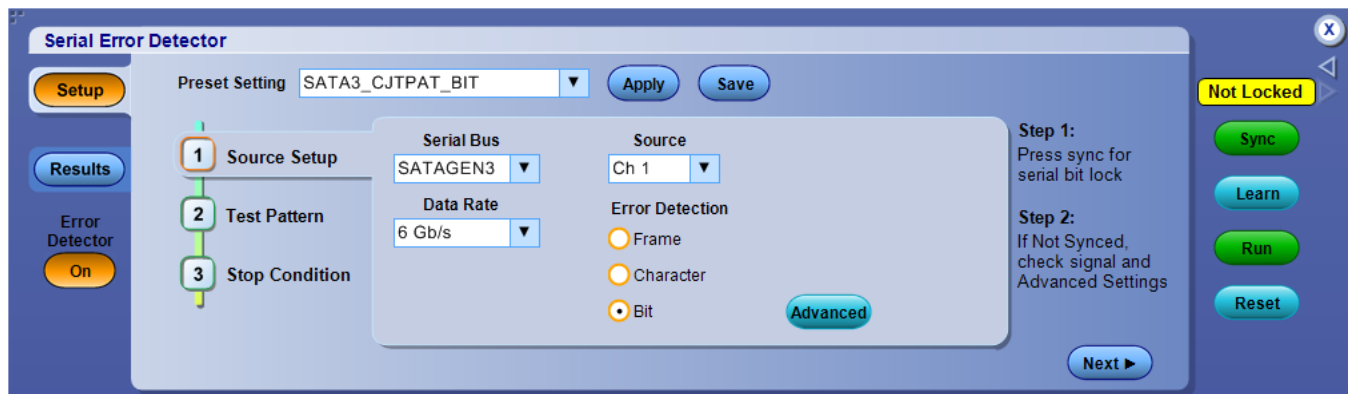 Serial Error Detector
X
Setup
Preset Setting SATA3_CJTPAT_BIT Apply Save
Not Locked
1 Source Setup
Serial Bus
SATAGEN3
Source
Ch 1
Step 1:
Press sync for
serial bit lock
Sync
Results
Learn
2 Test Pattern
Data Rate
6 Gb/s
Error Detection
Frame
Character
Bit
Advanced
Step 2:
If Not Synced,
check signal and
Advanced Settings
Error
Detector
On
3 Stop Condition
Run
Reset
Next